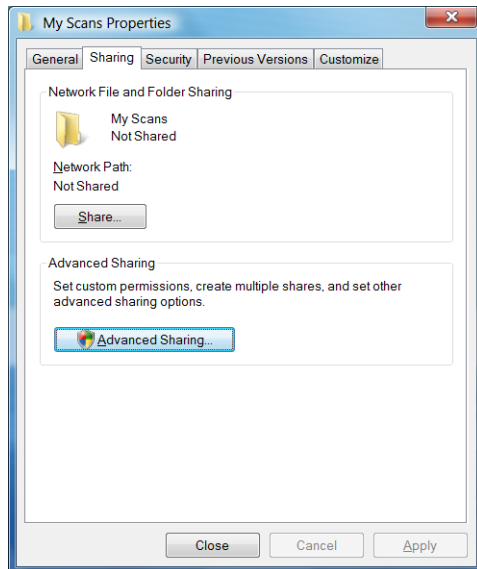 My Scans Properties
General Sharing Security Previous Versions Customize
Network File and Folder Sharing
My Scans
Not Shared
Network Path:
Not Shared
Share...
Advanced Sharing
Set custom permissions, create multiple shares, and set other
advanced sharing options.
Advanced Sharing...
Close Cancel Apply